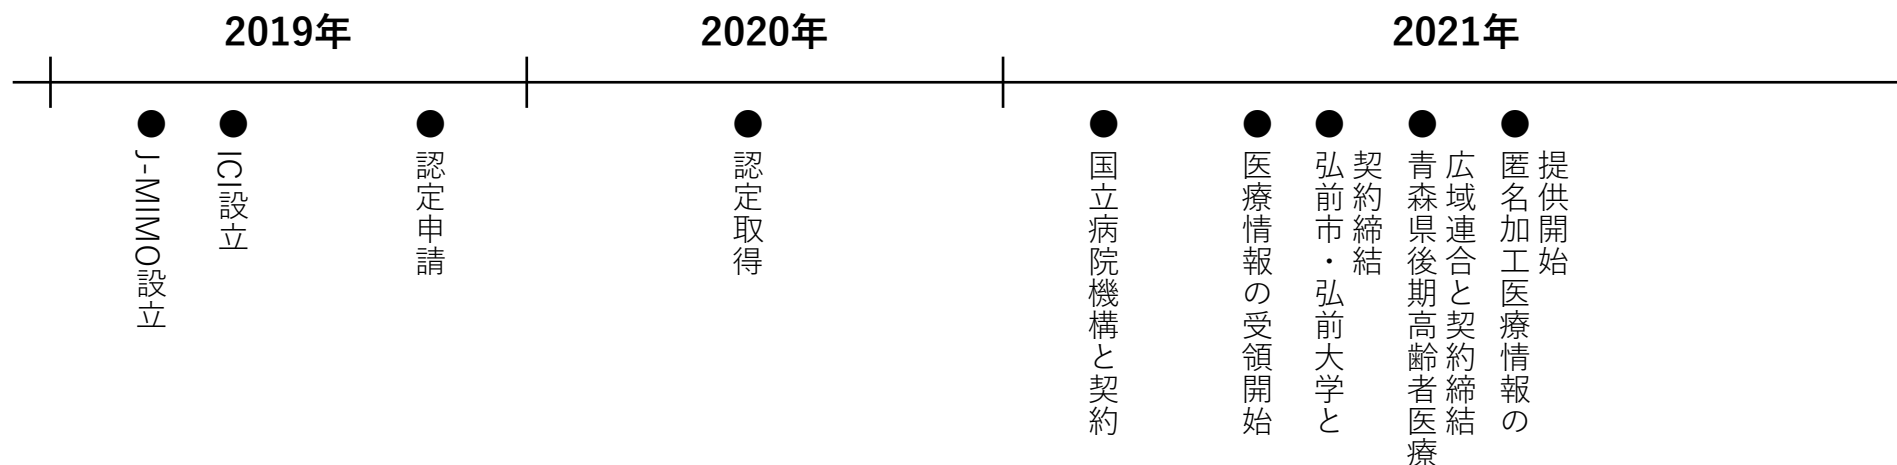 2019年
2020年
2021年
J-MIMO設立
ICI設立
認定申請
認定取得
国立病院機構と契約
医療情報の受領開始
弘前市・弘前大学と
契約締結
青森県後期高齢者医療
広域連合と契約締結
匿名加工医療情報の
提供開始